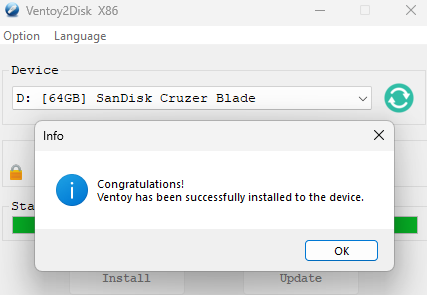 Ventoy2Disk X86
Option Language
Device
D: [64GB] SanDisk Cruzer Blade
Info
Congratulations!
Ventoy has been successfully installed to the device.
OK
Install Update